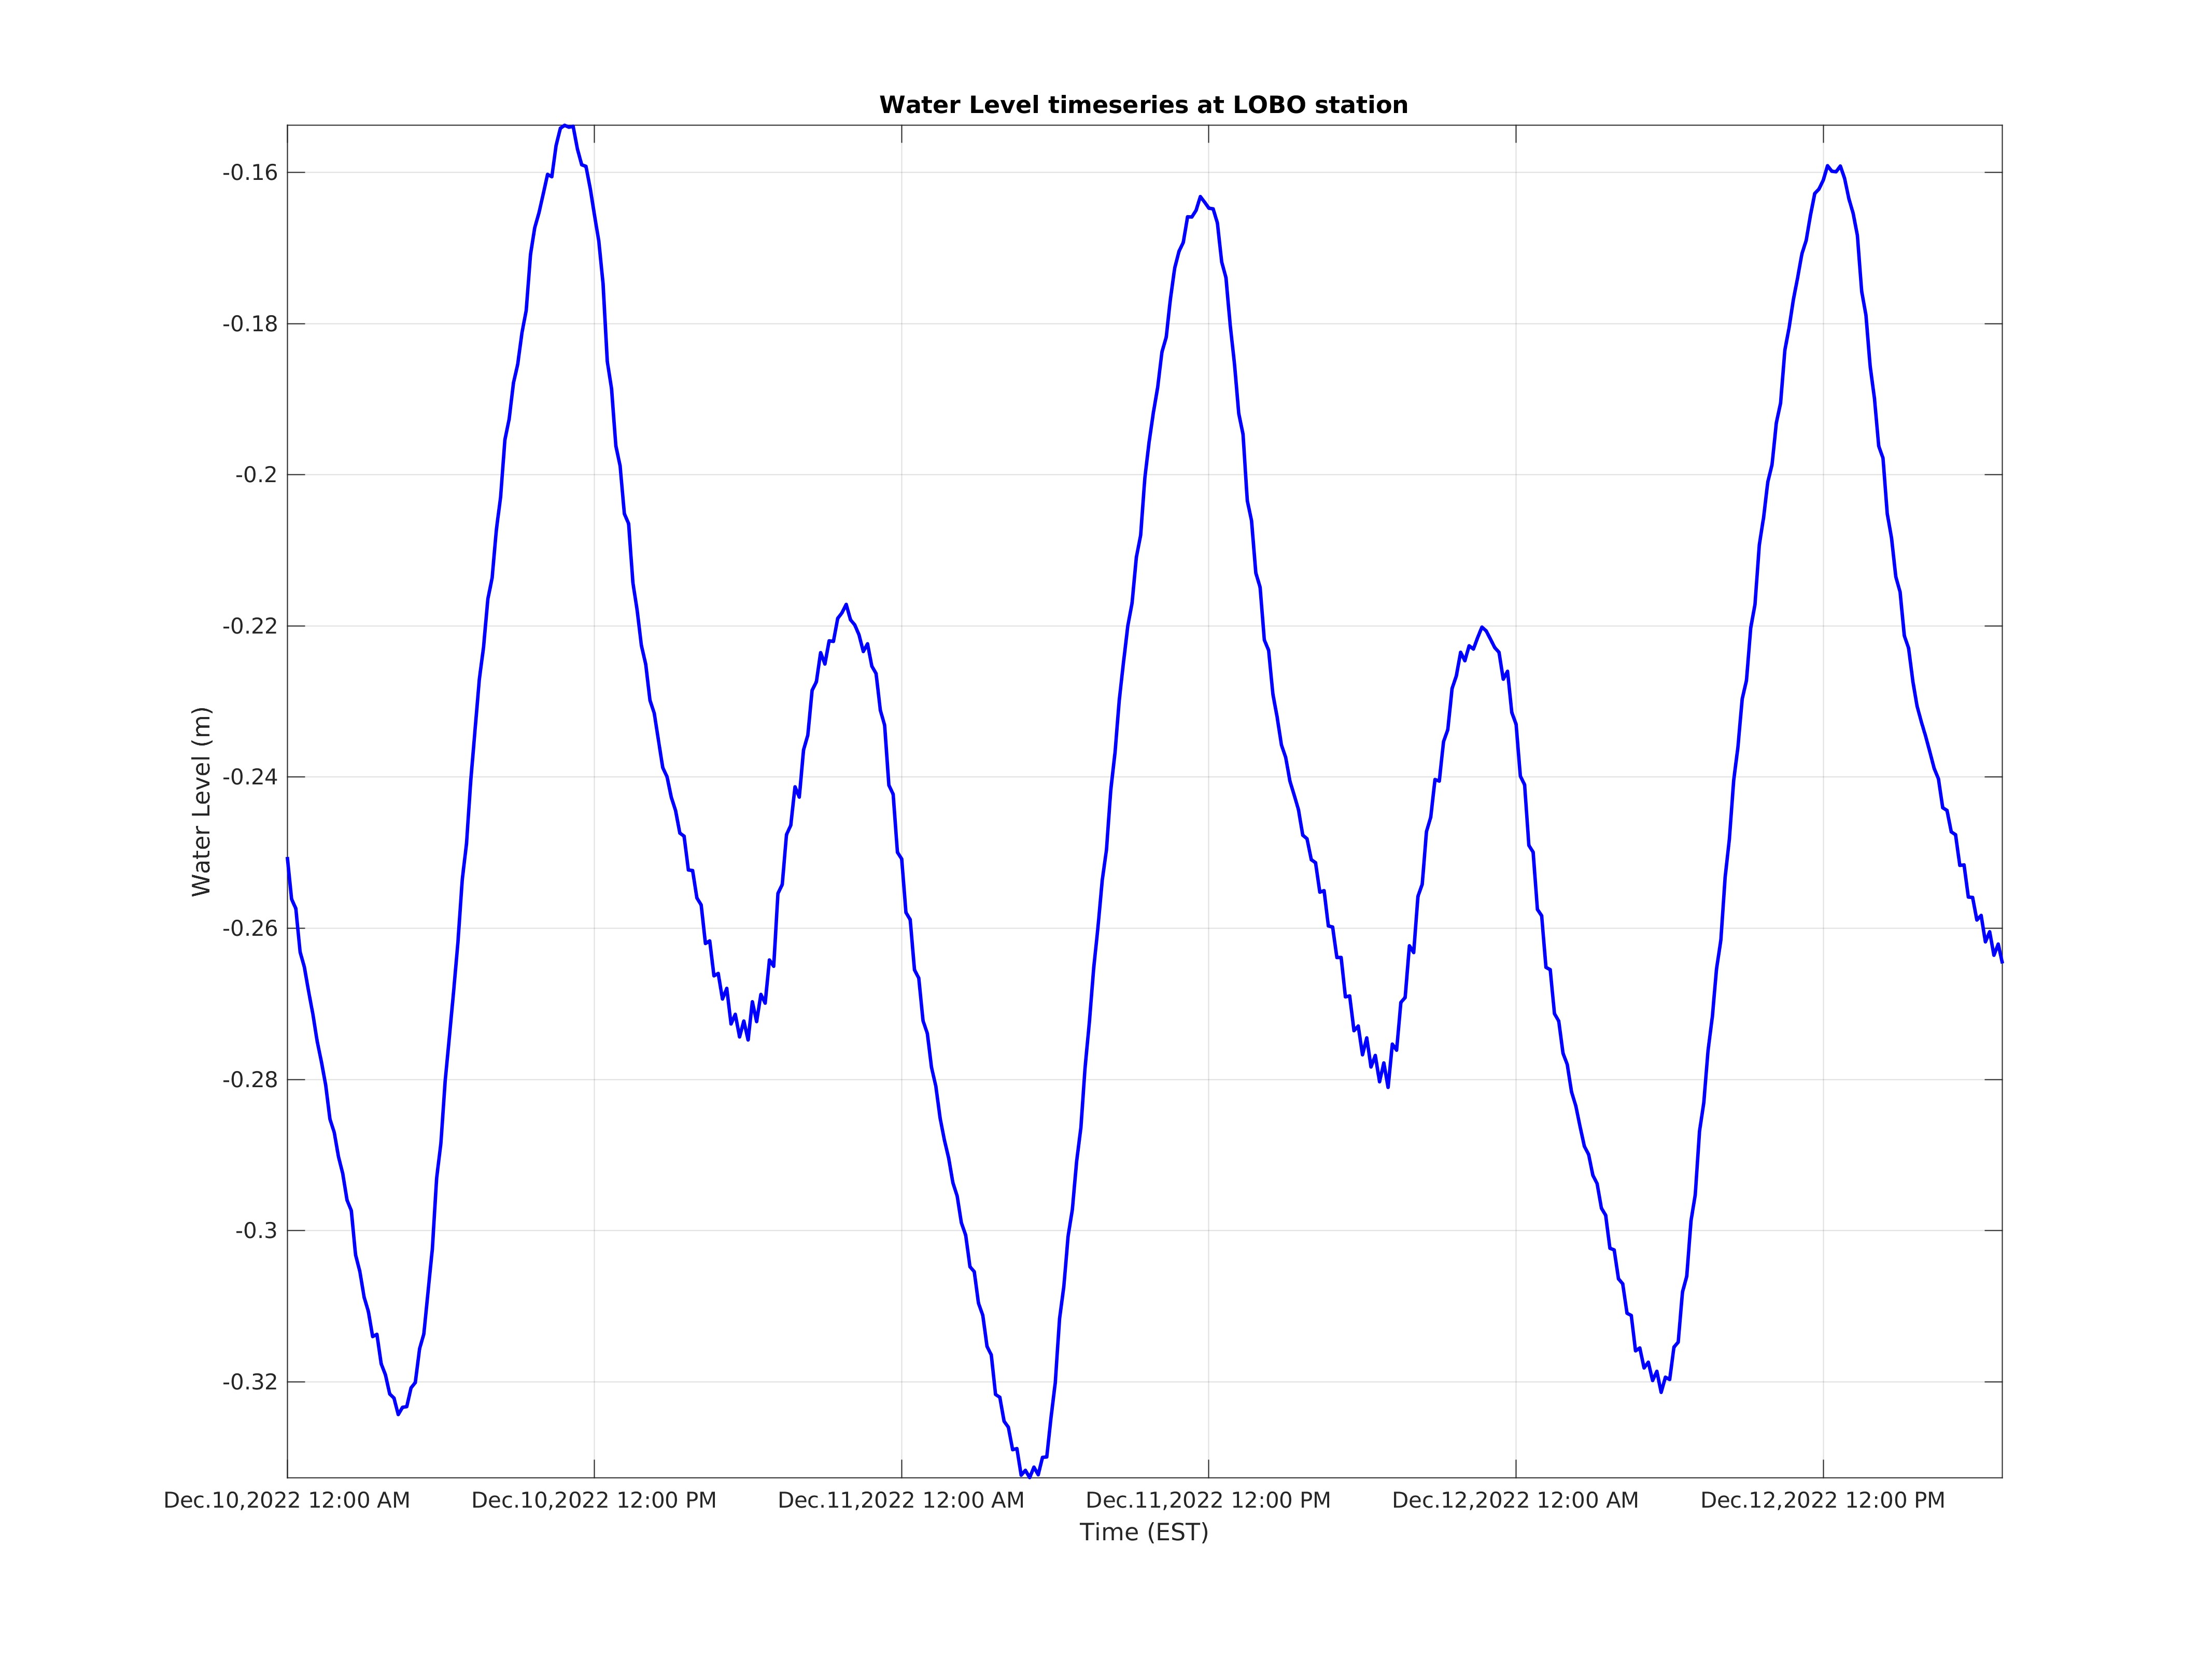 Water Level timeseries at LOBO station
-0.16
-0.18
-0.2
-0.22
-0.24
-0.26
-0.28
-0.3
-0.32
Water Level (m)
Dec.10,2022 12:00 AM Dec.10,2022 12:00 PM Dec.11,2022 12:00 AM Dec.11,2022 12:00 PM Dec.12,2022 12:00 AM Dec.12,2022 12:00 PM
Time (EST)